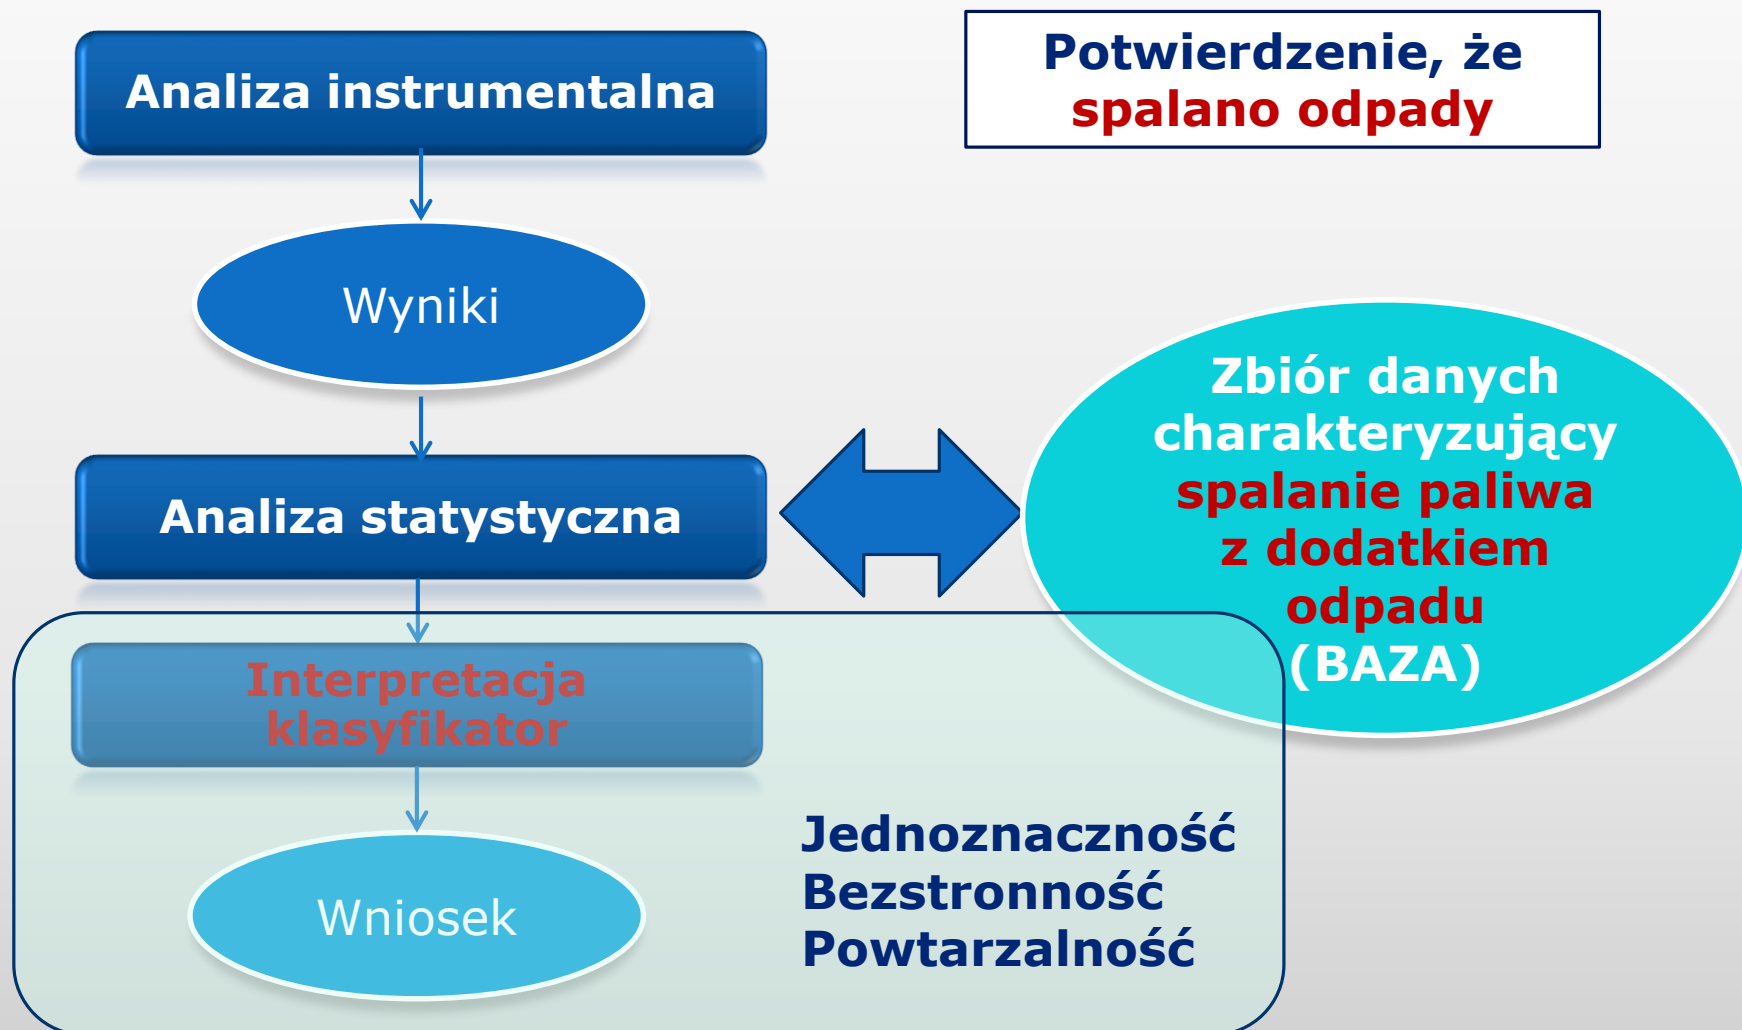 Analiza instrumentalna
Potwierdzenie, że
spalano odpady
Wyniki
Analiza statystyczna
Zbiór danych
charakteryzujący
spalanie paliwa
z dodatkiem
odpadu
(BAZA)
Interpretacja
klasyfikator
Wniosek
Jednoznaczność
Bezstronność
Powtarzalność